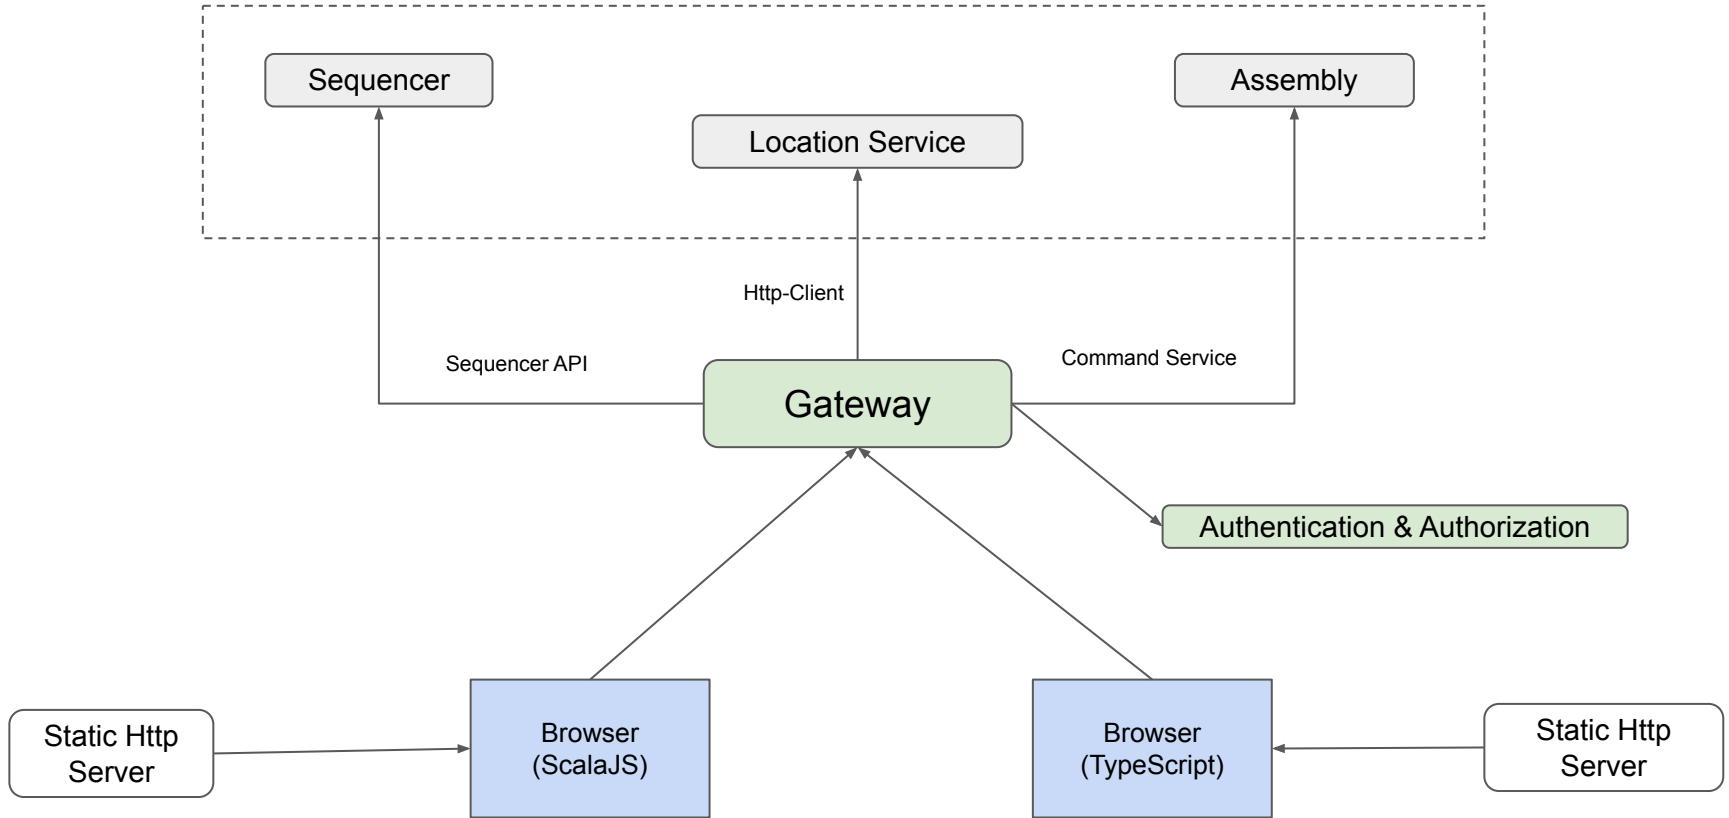 Sequencer
Assembly
Location Service
Http-Client
Sequencer API
Command Service
Gateway
Authentication & Authorization
Static Http
Server
Browser
(ScalaJS)
Browser
(TypeScript)
Static Http
Server